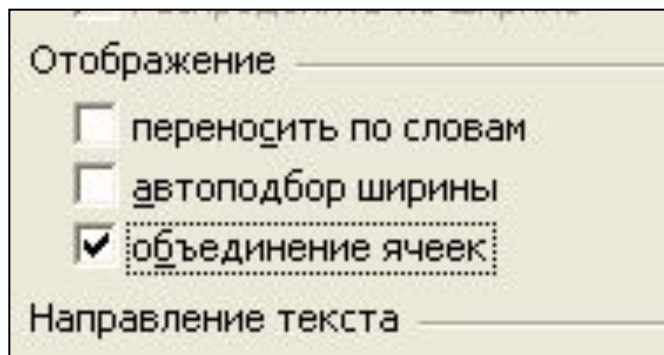 Отображение
переносить по словам
автоподбор ширины
объединение ячеек
Направление текста